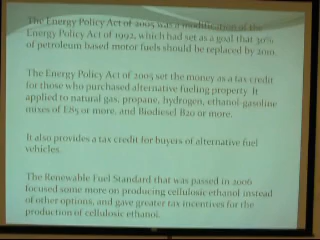 The Energy Policy Act of 2005 was a modification of the
Energy Policy Act of 1992, which had set as a goal that 30%
of petroleum based motor fuels should be replaced by 2010.
The Energy Policy Act of 2005 set the money as a tax credit
for those who purchased alternative fueling property. It
applied to natural gas, propane, hydrogen, ethanol-gasoline
mixes of E85 or more, and Biodiesel B20 or more.
It also provides a tax credit for buyers of alternative fuel
vehicles.
The Renewable Fuel Standard that was passed in 2006
focused some more on producing cellulosic ethanol instead
of other options, and gave greater tax incentives for the
production of cellulosic ethanol.